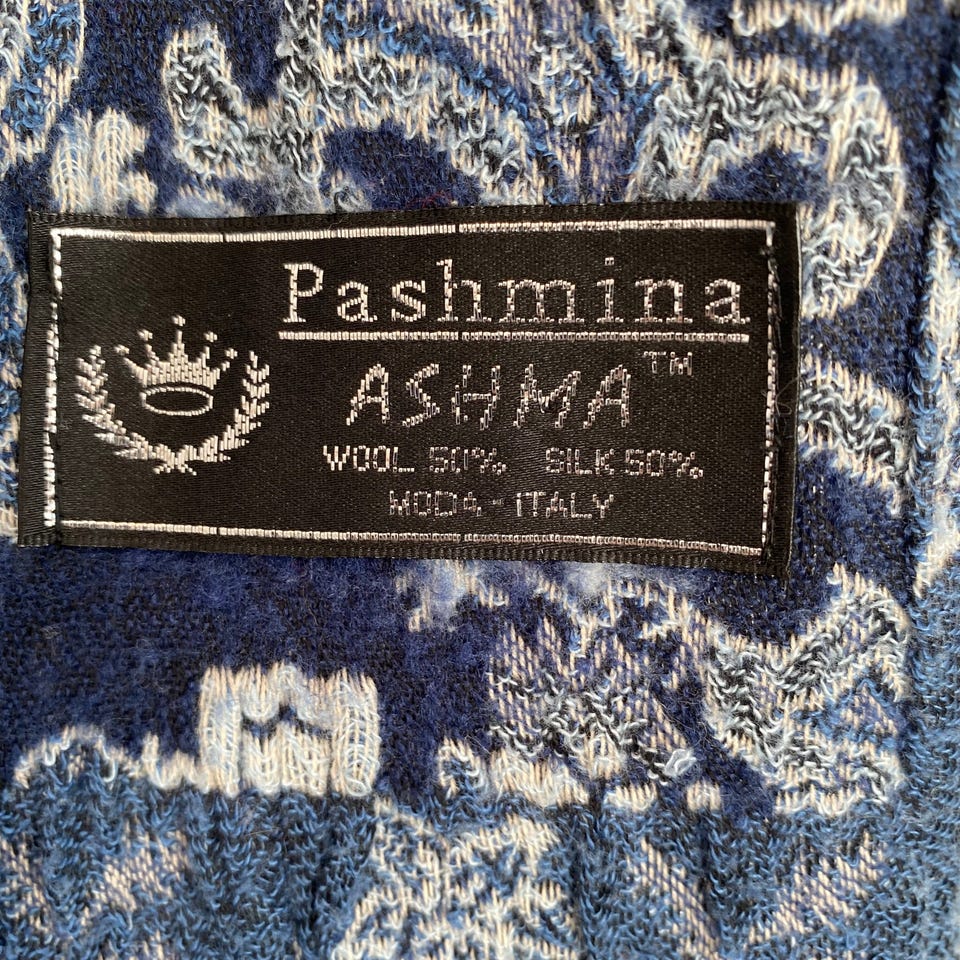 Pashmina
ASHMA™
WOOL 50% SILK 50%
MODA-ITALY